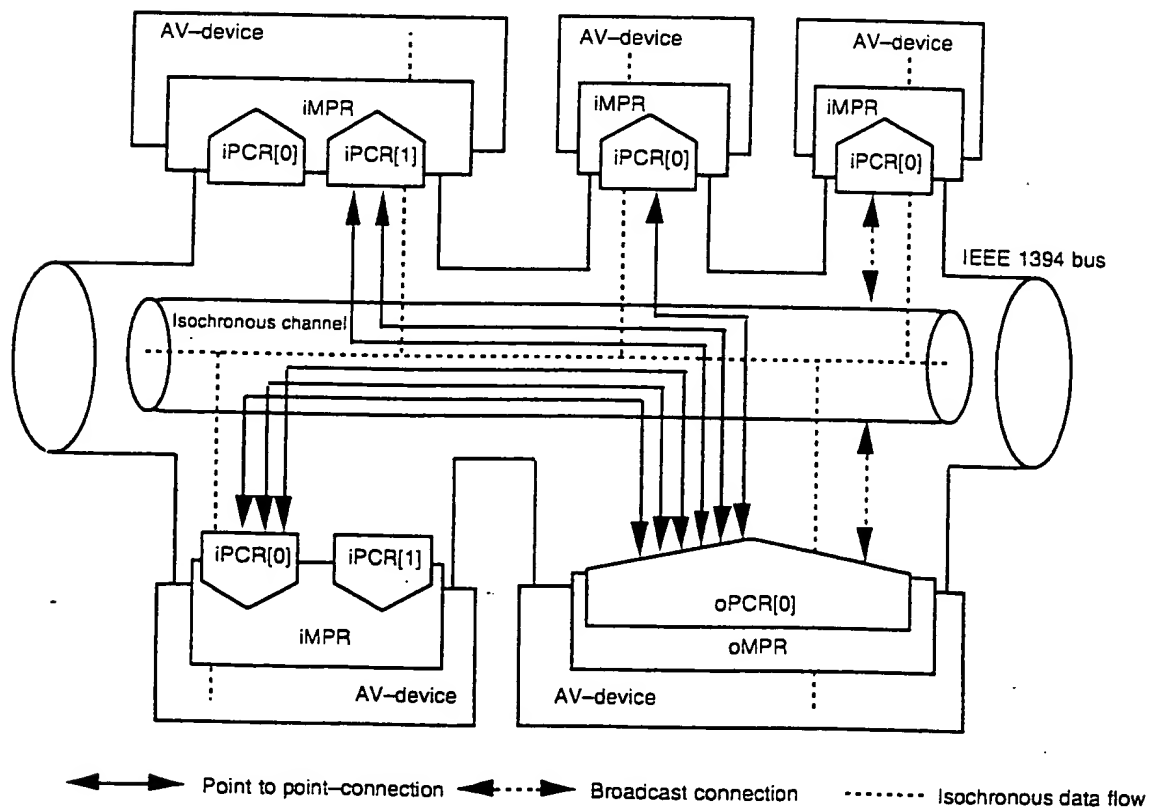 AV–device
AV–device
AV–device
iMPR
iMPR
iMPR
iPCR[0]
iPCR[1]
iPCR[0]
iPCR[0]
IEEE 1394 bus
Isochronous channel
iPCR[0]
iPCR[1]
oPCR[0]
iMPR
oMPR
AV–device
AV–device
Point to point–connection
Broadcast connection
Isochronous data flow